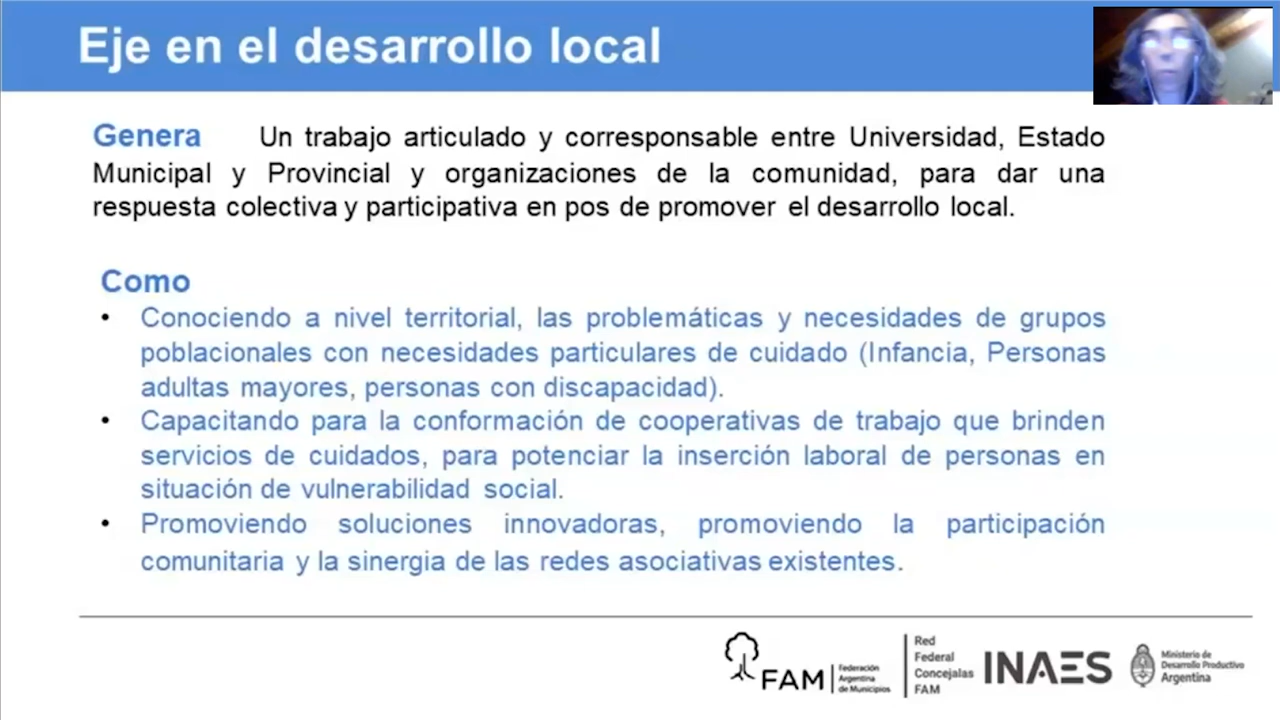 Eje en el desarrollo local
Genera Un trabajo articulado y corresponsable entre Universidad, Estado
Municipal y Provincial y organizaciones de la comunidad, para dar una
respuesta colectiva y participativa en pos de promover el desarrollo local.
Como
• Conociendo a nivel territorial, las problemáticas y necesidades de grupos
poblacionales con necesidades particulares de cuidado (Infancia, Personas
adultas mayores, personas con discapacidad).
• Capacitando para la conformación de cooperativas de trabajo que brinden
servicios de cuidados, para potenciar la inserción laboral de personas en
situación de vulnerabilidad social.
• Promoviendo soluciones innovadoras, promoviendo la participación
comunitaria y la sinergia de las redes asociativas existentes.
FAM
Federación
Argentina
de Municipios
Red
Federal
Concejalas
FAM
INAES
Ministerio de
Desarrollo Productivo
Argentina